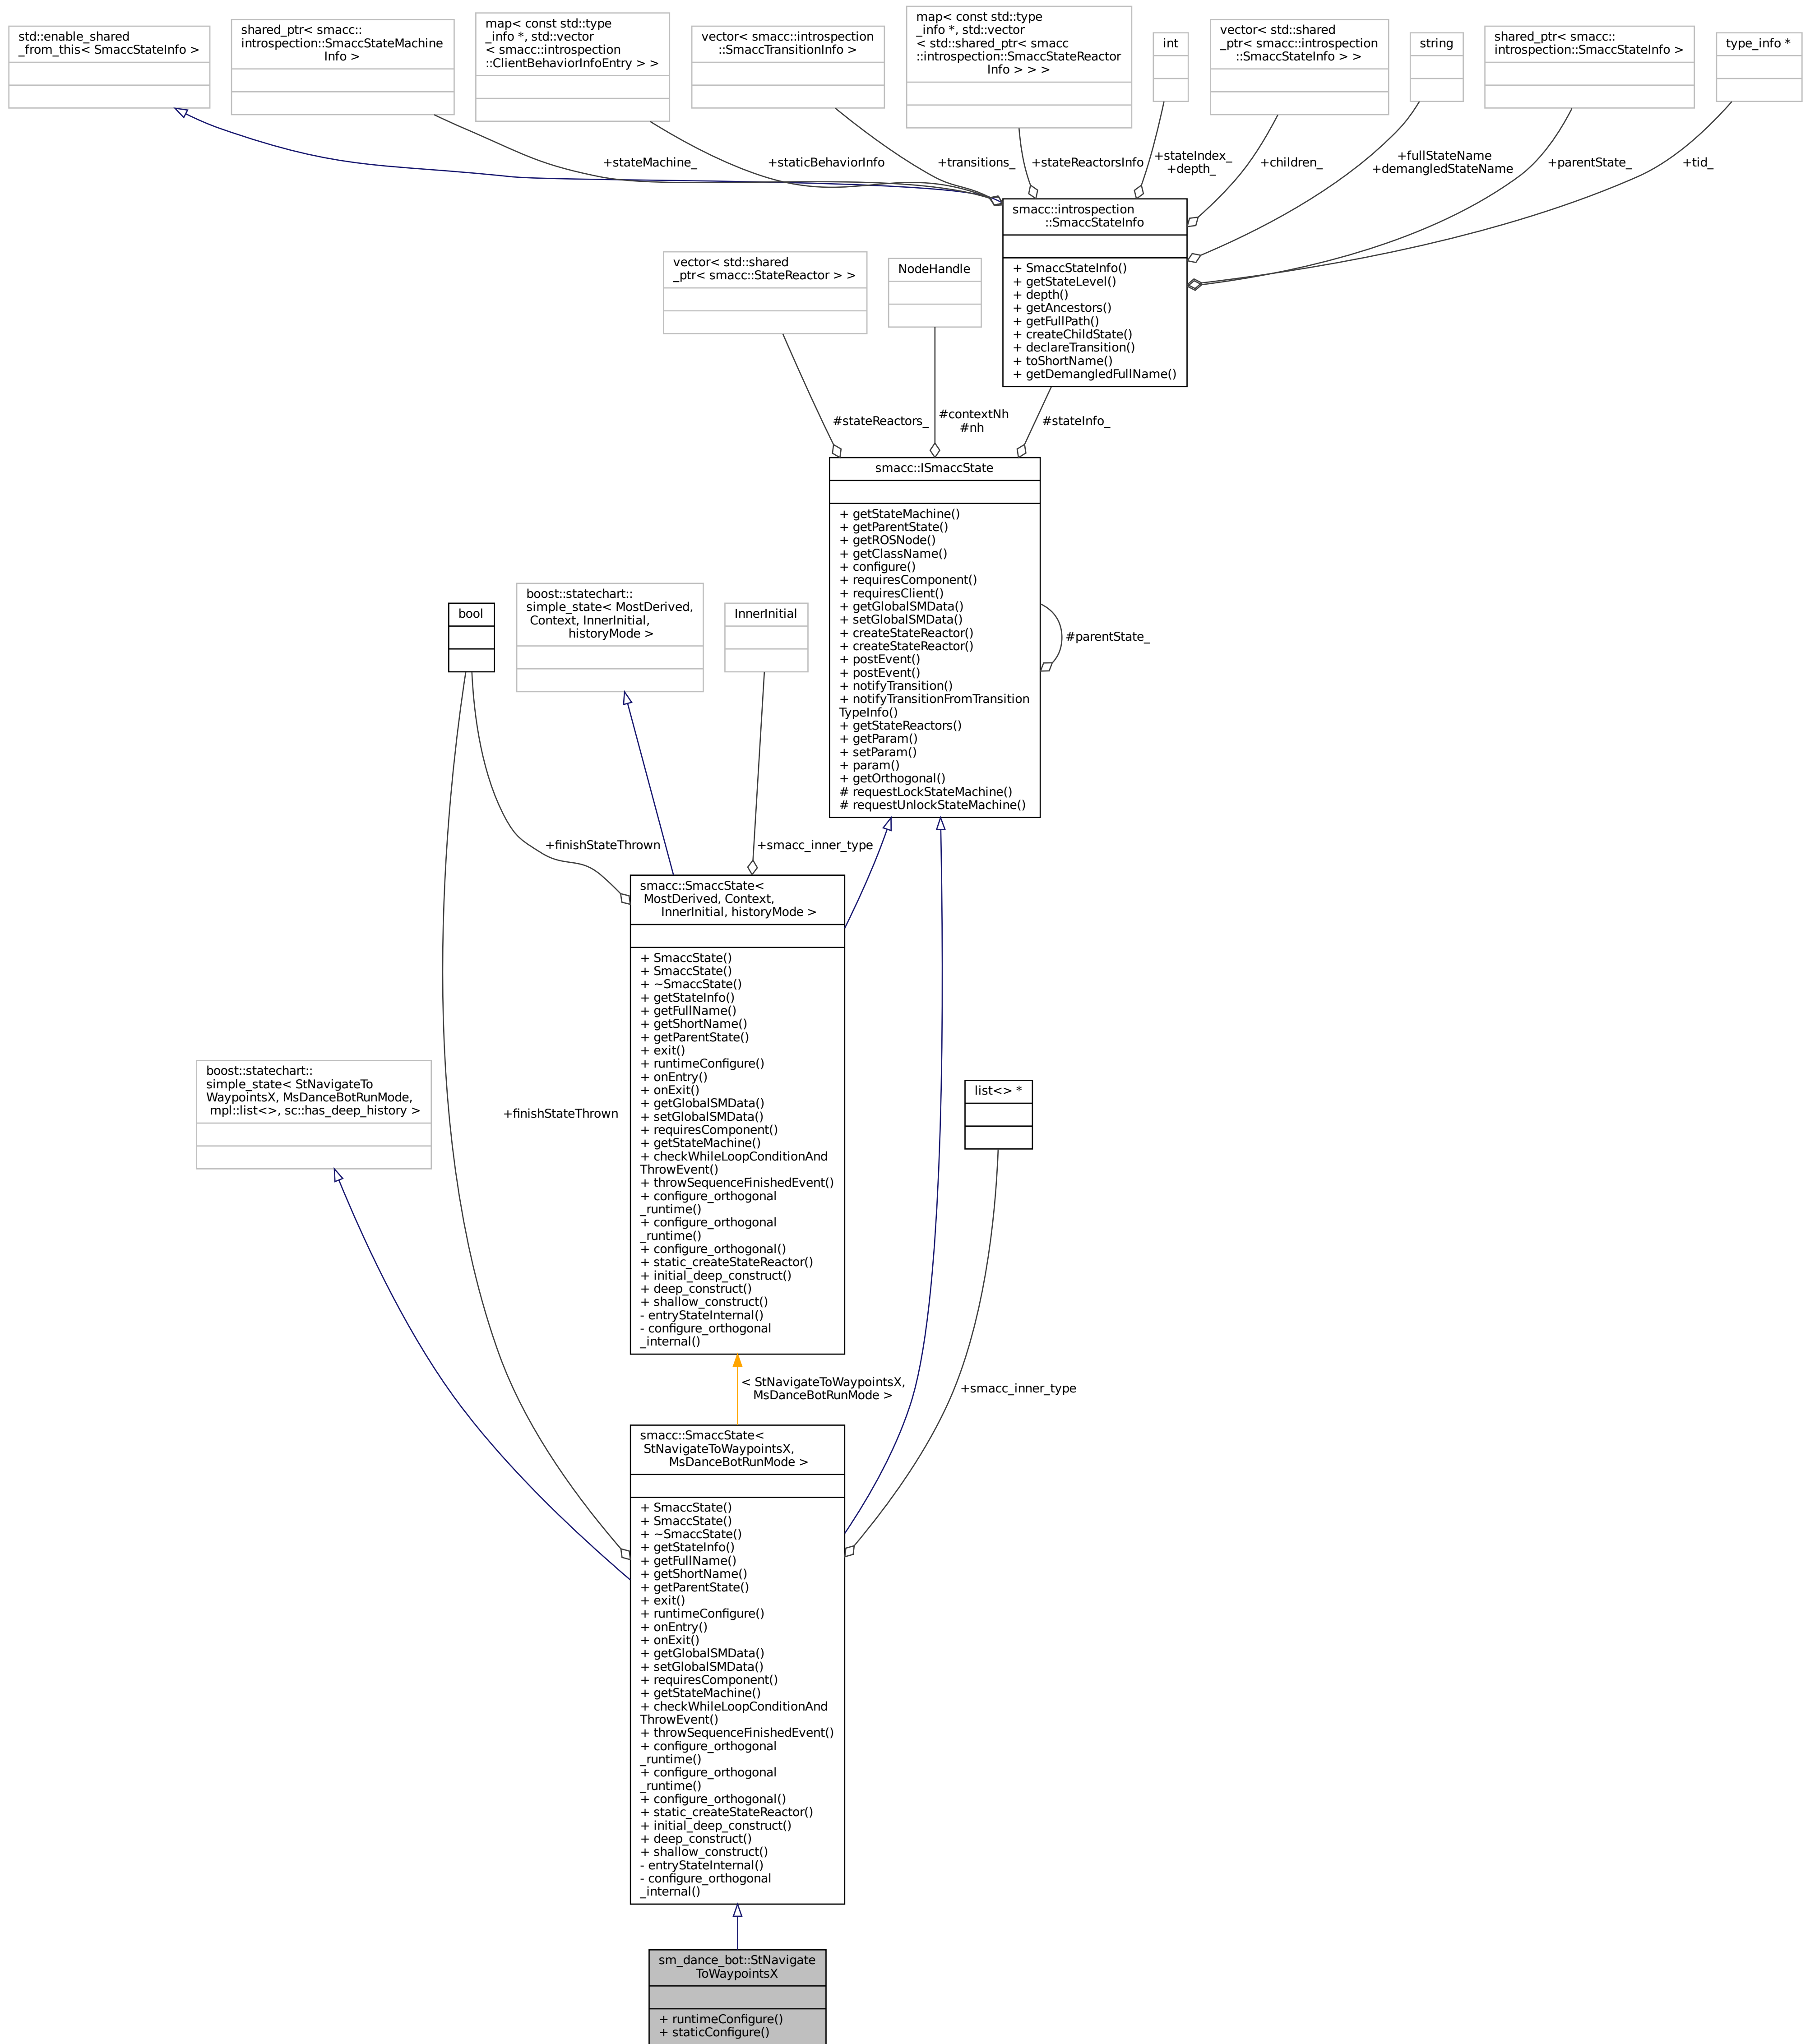 std::enable_shared
_from_this< SmaccStateInfo >
shared_ptr< smacc::
introspection::SmaccStateMachine
Info >
map< const std::type
_info *, std::vector
< smacc::introspection
::ClientBehaviorInfoEntry > >
vector< smacc::introspection
::SmaccTransitionInfo >
map< const std::type
_info *, std::vector
< std::shared_ptr< smacc
::introspection::SmaccStateReactor
Info > > >
int
vector< std::shared
_ptr< smacc::introspection
::SmaccStateInfo > >
string
shared_ptr< smacc::
introspection::SmaccStateInfo >
type_info *
+stateMachine_
+staticBehaviorInfo
+transitions_
+stateReactorsInfo
+stateIndex_
+depth_
+children_
+fullStateName
+demangledStateName
+parentState_
+tid_
smacc::introspection
::SmaccStateInfo
+ SmaccStateInfo()
+ getStateLevel()
+ depth()
+ getAncestors()
+ getFullPath()
+ createChildState()
+ declareTransition()
+ toShortName()
+ getDemangledFullName()
vector< std::shared
_ptr< smacc::StateReactor > >
NodeHandle
#stateReactors_
#contextNh
#nh
#stateInfo_
smacc::ISmaccState
+ getStateMachine()
+ getParentState()
+ getROSNode()
+ getClassName()
+ configure()
+ requiresComponent()
+ requiresClient()
+ getGlobalSMData()
+ setGlobalSMData()
+ createStateReactor()
+ createStateReactor()
+ postEvent()
+ postEvent()
+ notifyTransition()
+ notifyTransitionFromTransition
TypeInfo()
+ getStateReactors()
+ getParam()
+ setParam()
+ param()
+ getOrthogonal()
# requestLockStateMachine()
# requestUnlockStateMachine()
#parentState_
bool
boost::statechart::
simple_state< MostDerived,
Context, InnerInitial,
historyMode >
InnerInitial
+finishStateThrown
+smacc_inner_type
smacc::SmaccState<
MostDerived, Context,
InnerInitial, historyMode >
+ SmaccState()
+ SmaccState()
+ ~SmaccState()
+ getStateInfo()
+ getFullName()
+ getShortName()
+ getParentState()
+ exit()
+ runtimeConfigure()
+ onEntry()
+ onExit()
+ getGlobalSMData()
+ setGlobalSMData()
+ requiresComponent()
+ getStateMachine()
+ checkWhileLoopConditionAnd
ThrowEvent()
+ throwSequenceFinishedEvent()
+ configure_orthogonal
_runtime()
+ configure_orthogonal
_runtime()
+ configure_orthogonal()
+ static_createStateReactor()
+ initial_deep_construct()
+ deep_construct()
+ shallow_construct()
- entryStateInternal()
- configure_orthogonal
_internal()
boost::statechart::
simple_state< StNavigateTo
WaypointsX, MsDanceBotRunMode,
mpl::list<>, sc::has_deep_history >
+finishStateThrown
list<> *
< StNavigateToWaypointsX,
MsDanceBotRunMode >
+smacc_inner_type
smacc::SmaccState<
StNavigateToWaypointsX,
MsDanceBotRunMode >
+ SmaccState()
+ SmaccState()
+ ~SmaccState()
+ getStateInfo()
+ getFullName()
+ getShortName()
+ getParentState()
+ exit()
+ runtimeConfigure()
+ onEntry()
+ onExit()
+ getGlobalSMData()
+ setGlobalSMData()
+ requiresComponent()
+ getStateMachine()
+ checkWhileLoopConditionAnd
ThrowEvent()
+ throwSequenceFinishedEvent()
+ configure_orthogonal
_runtime()
+ configure_orthogonal
_runtime()
+ configure_orthogonal()
+ static_createStateReactor()
+ initial_deep_construct()
+ deep_construct()
+ shallow_construct()
- entryStateInternal()
- configure_orthogonal
_internal()
sm_dance_bot::StNavigate
ToWaypointsX
+ runtimeConfigure()
+ staticConfigure()